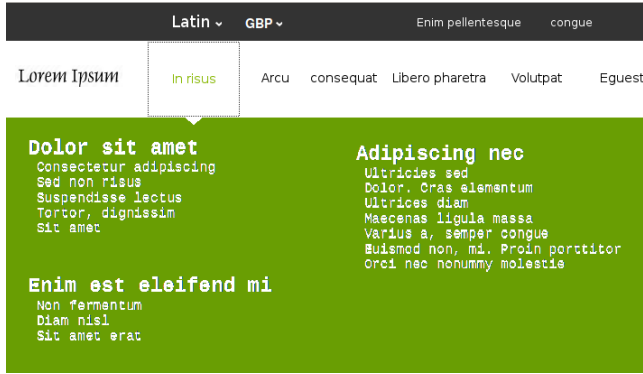 Latin GBP Enim pellentesque congue
Lorem Ipsum In risus Arcu consequat Libero pharetra Volutpat Eguest
Dolor sit amet
Consectetur adipiscing
Sed non risus
Suspendisse lectus
Tortor, dignissim
Sit amet
Enim est eleifend mi
Non fermentum
Diam nisl
Sit amet erat
Adipiscing nec
Ultricies sed
Dolor. Cras elementum
Ultrices diam
Maecenas ligula massa
Varius a, semper congue
Euismod non, mi. Proin porttitor
Orci nec nonummy molestie